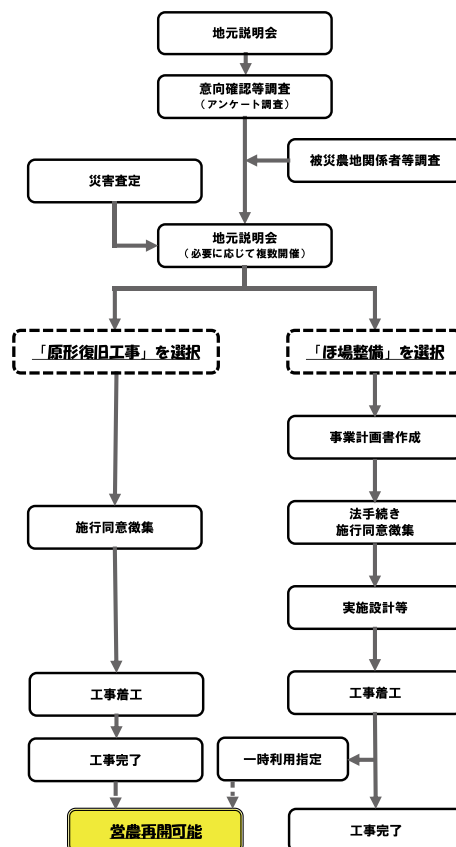 地元説明会
意向確認等調査
（アンケート調査）
被災農地関係者等調査
災害査定
地元説明会
（必要に応じて複数開催）
「原形復旧工事」を選択
「ほ場整備」を選択
事業計画書作成
法手続き
施行同意徴集
施行同意徴集
実施設計等
工事着工
工事着工
工事完了
一時利用指定
営農再開可能
工事完了